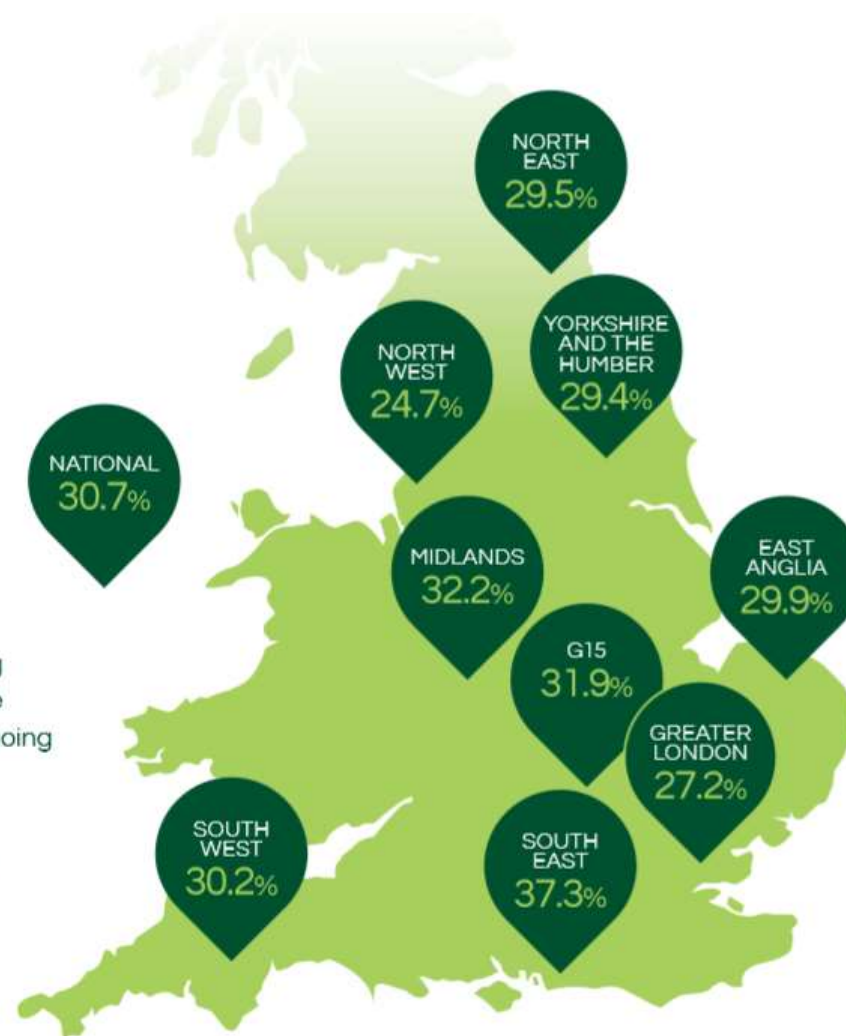 NORTH
EAST
29.5%
YORKSHIRE
AND THE
HUMBER
29.4%
NORTH
WEST
24.7%
NATIONAL
30.7%
MIDLANDS
32.2%
EAST
ANGLIA
29.9%
G15
31.9%
GREATER
LONDON
27.2%
oing
SOUTH
WEST
30.2%
SOUTH
EAST
37.3%